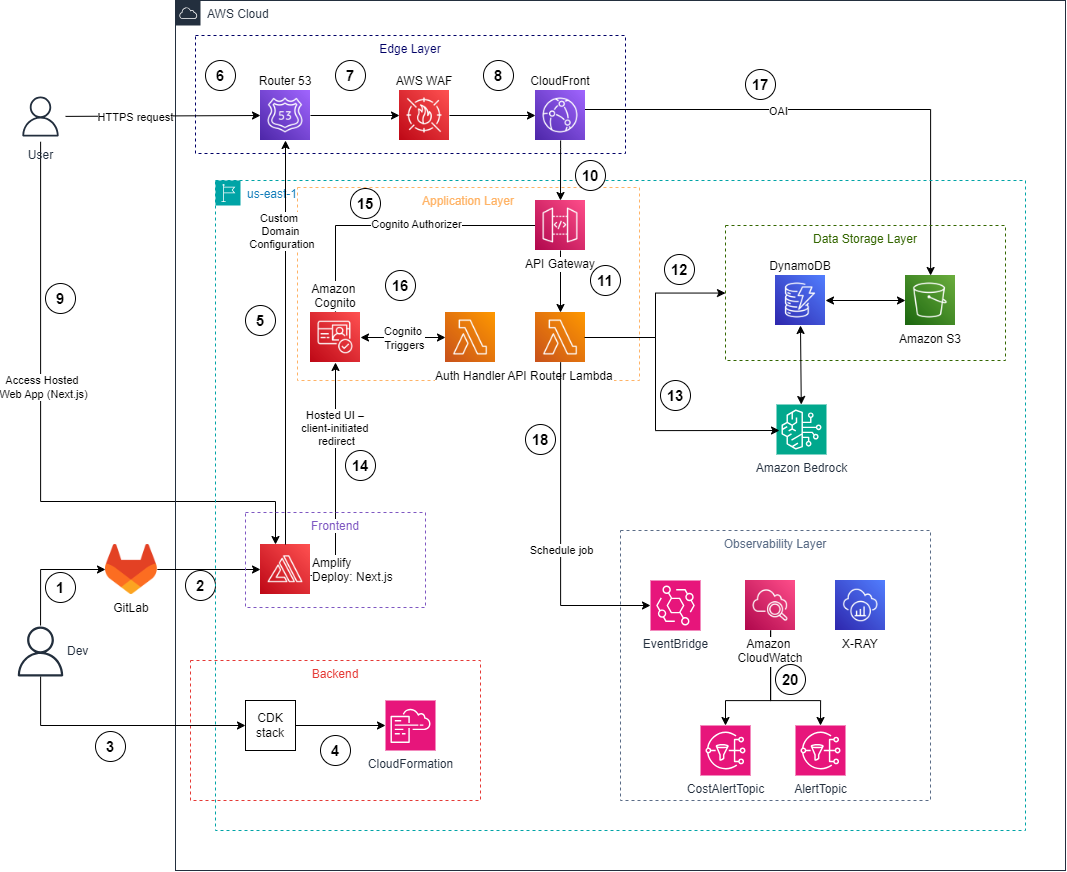 AWS Cloud
Edge Layer
6
7
8
17
Router 53
AWS WAF
CloudFront
53
HTTPS request
OAI
User
10
us-east-1
Application Layer
15
Custom
Domain
Configuration
Cognito Authorizer
Data Storage Layer
API Gateway
DynamoDB
12
11
16
Amazon
Cognito
9
5
Cognito
Triggers
Amazon S3
Auth Handler
API Router Lambda
Access Hosted
Web App (Next.js)
13
Hosted UI –
client-initiated
redirect
18
14
Amazon Bedrock
Frontend
Observability Layer
Schedule job
Amplify
Deploy: Next.js
1
2
GitLab
EventBridge
Amazon
CloudWatch
X-RAY
Dev
Backend
20
CDK
stack
3
4
CloudFormation
CostAlertTopic
AlertTopic